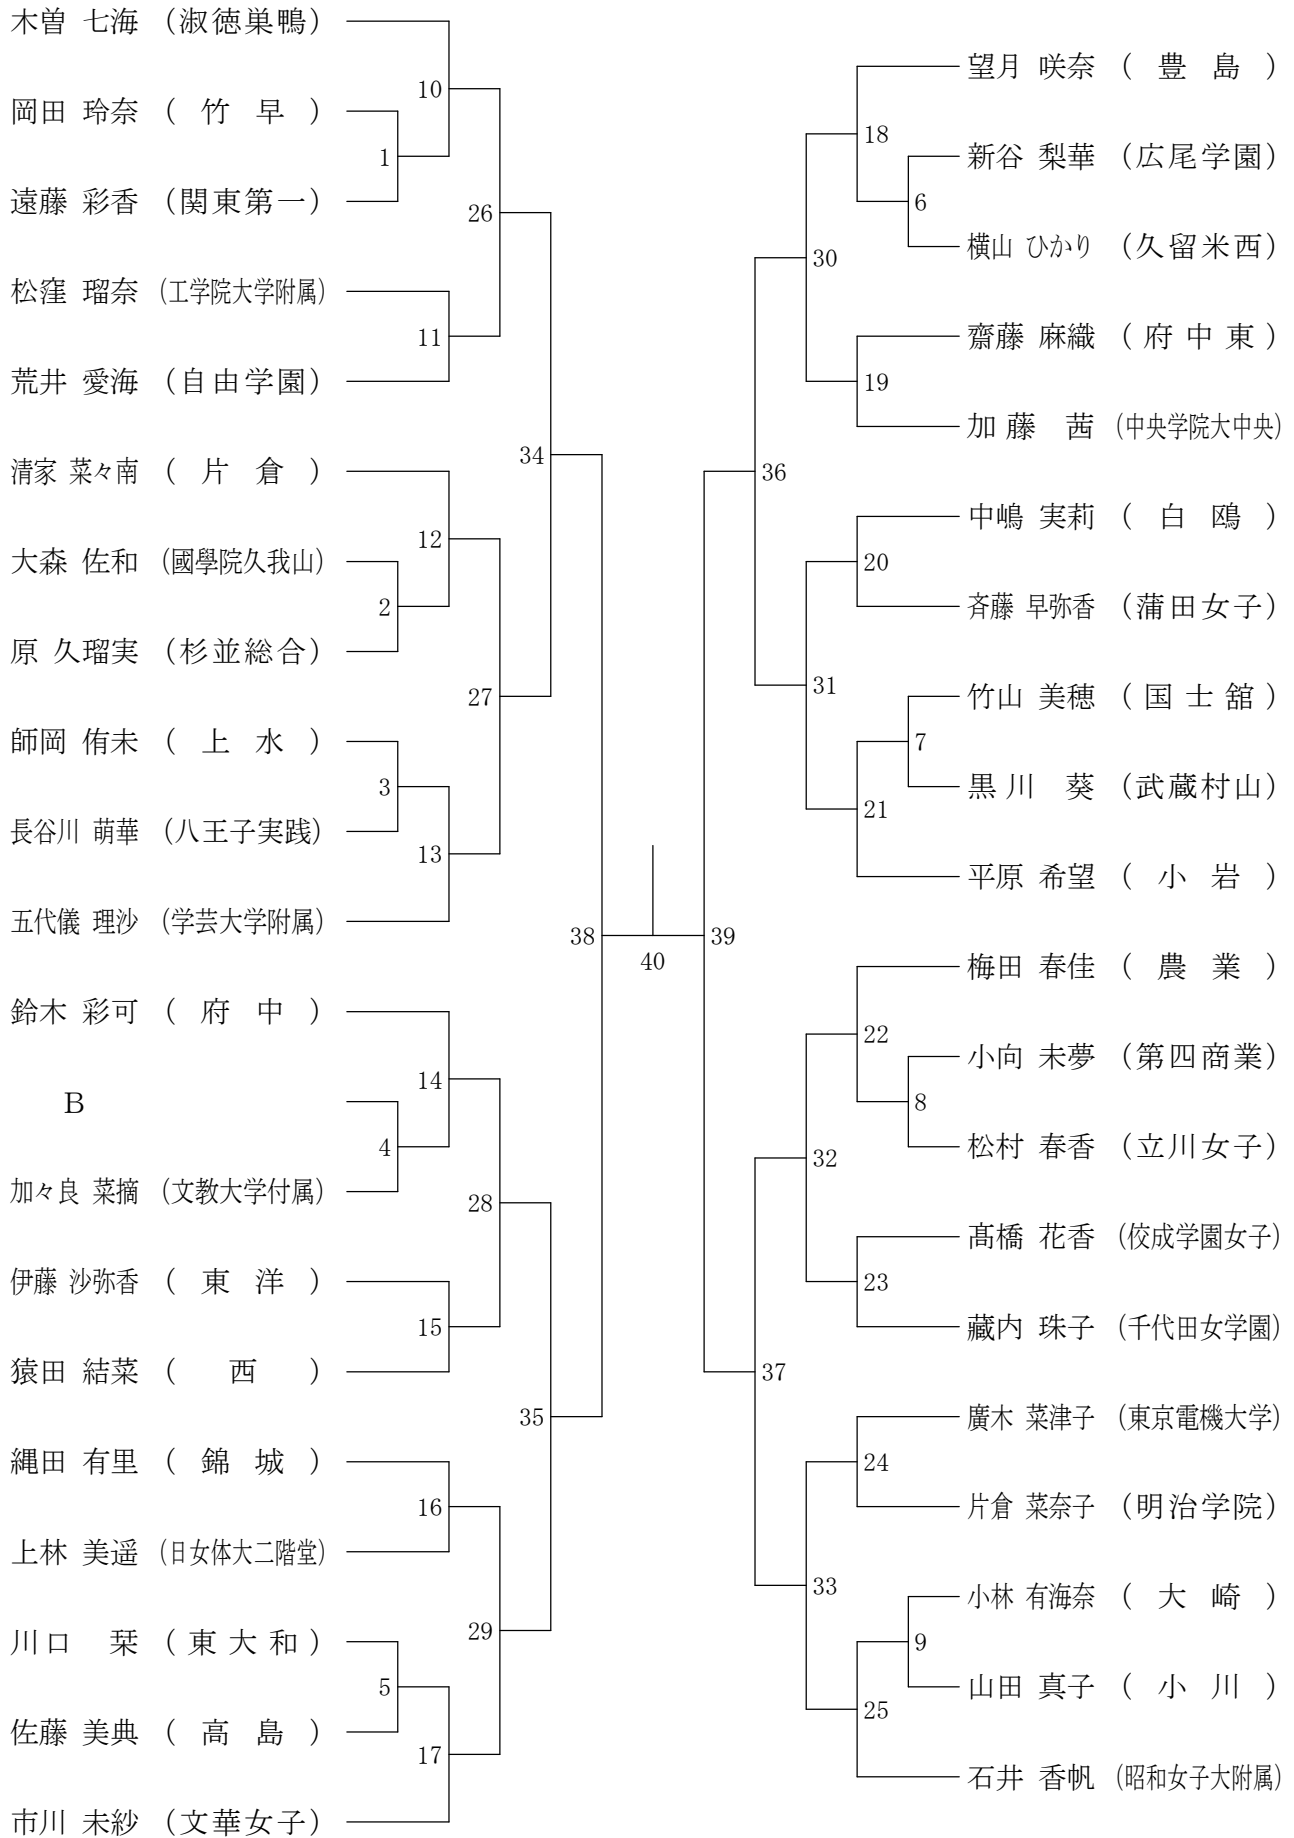 木曽 七海 (淑徳巣鴨)
岡田 玲奈 ( 竹 早 )
遠藤 彩香 (関東第一)
松窪 瑠奈 (工学院大学附属)
荒井 愛海 (自由学園)
清家 菜々南 ( 片 倉 )
大森 佐和 (國學院久我山)
原 久瑠実 (杉並総合)
師岡 侑未 ( 上 水 )
長谷川 萌華 (八王子実践)
五代儀 理沙 (学芸大学附属)
鈴木 彩可 ( 府 中 )
B
加々良 菜摘 (文教大学付属)
伊藤 沙弥香 ( 東 洋 )
猿田 結菜 ( 西 )
縄田 有里 ( 錦 城 )
上林 美遥 (日女体大二階堂)
川口 栞 (東大和)
佐藤 美典 ( 高 島 )
市川 未紗 (文華女子)
1
2
3
4
5
10
11
12
13
14
15
16
17
26
27
28
29
34
35
38
40
39
36
37
30
31
32
33
18
19
20
21
22
23
24
25
6
7
8
9
望月 咲奈 ( 豊 島 )
新谷 梨華 (広尾学園)
横山 ひかり (久留米西)
齋藤 麻織 (府中東)
加藤 茜 (中央学院大中央)
中嶋 実莉 ( 白 鴎 )
斉藤 早弥香 (蒲田女子)
竹山 美穂 (国士舘)
黒川 葵 (武蔵村山)
平原 希望 ( 小 岩 )
梅田 春佳 ( 農 業 )
小向 未夢 (第四商業)
松村 春香 (立川女子)
髙橋 花香 (佼成学園女子)
藏内 珠子 (千代田女学園)
廣木 菜津子 (東京電機大学)
片倉 菜奈子 (明治学院)
小林 有海奈 ( 大 崎 )
山田 真子 ( 小 川 )
石井 香帆 (昭和女子大附属)